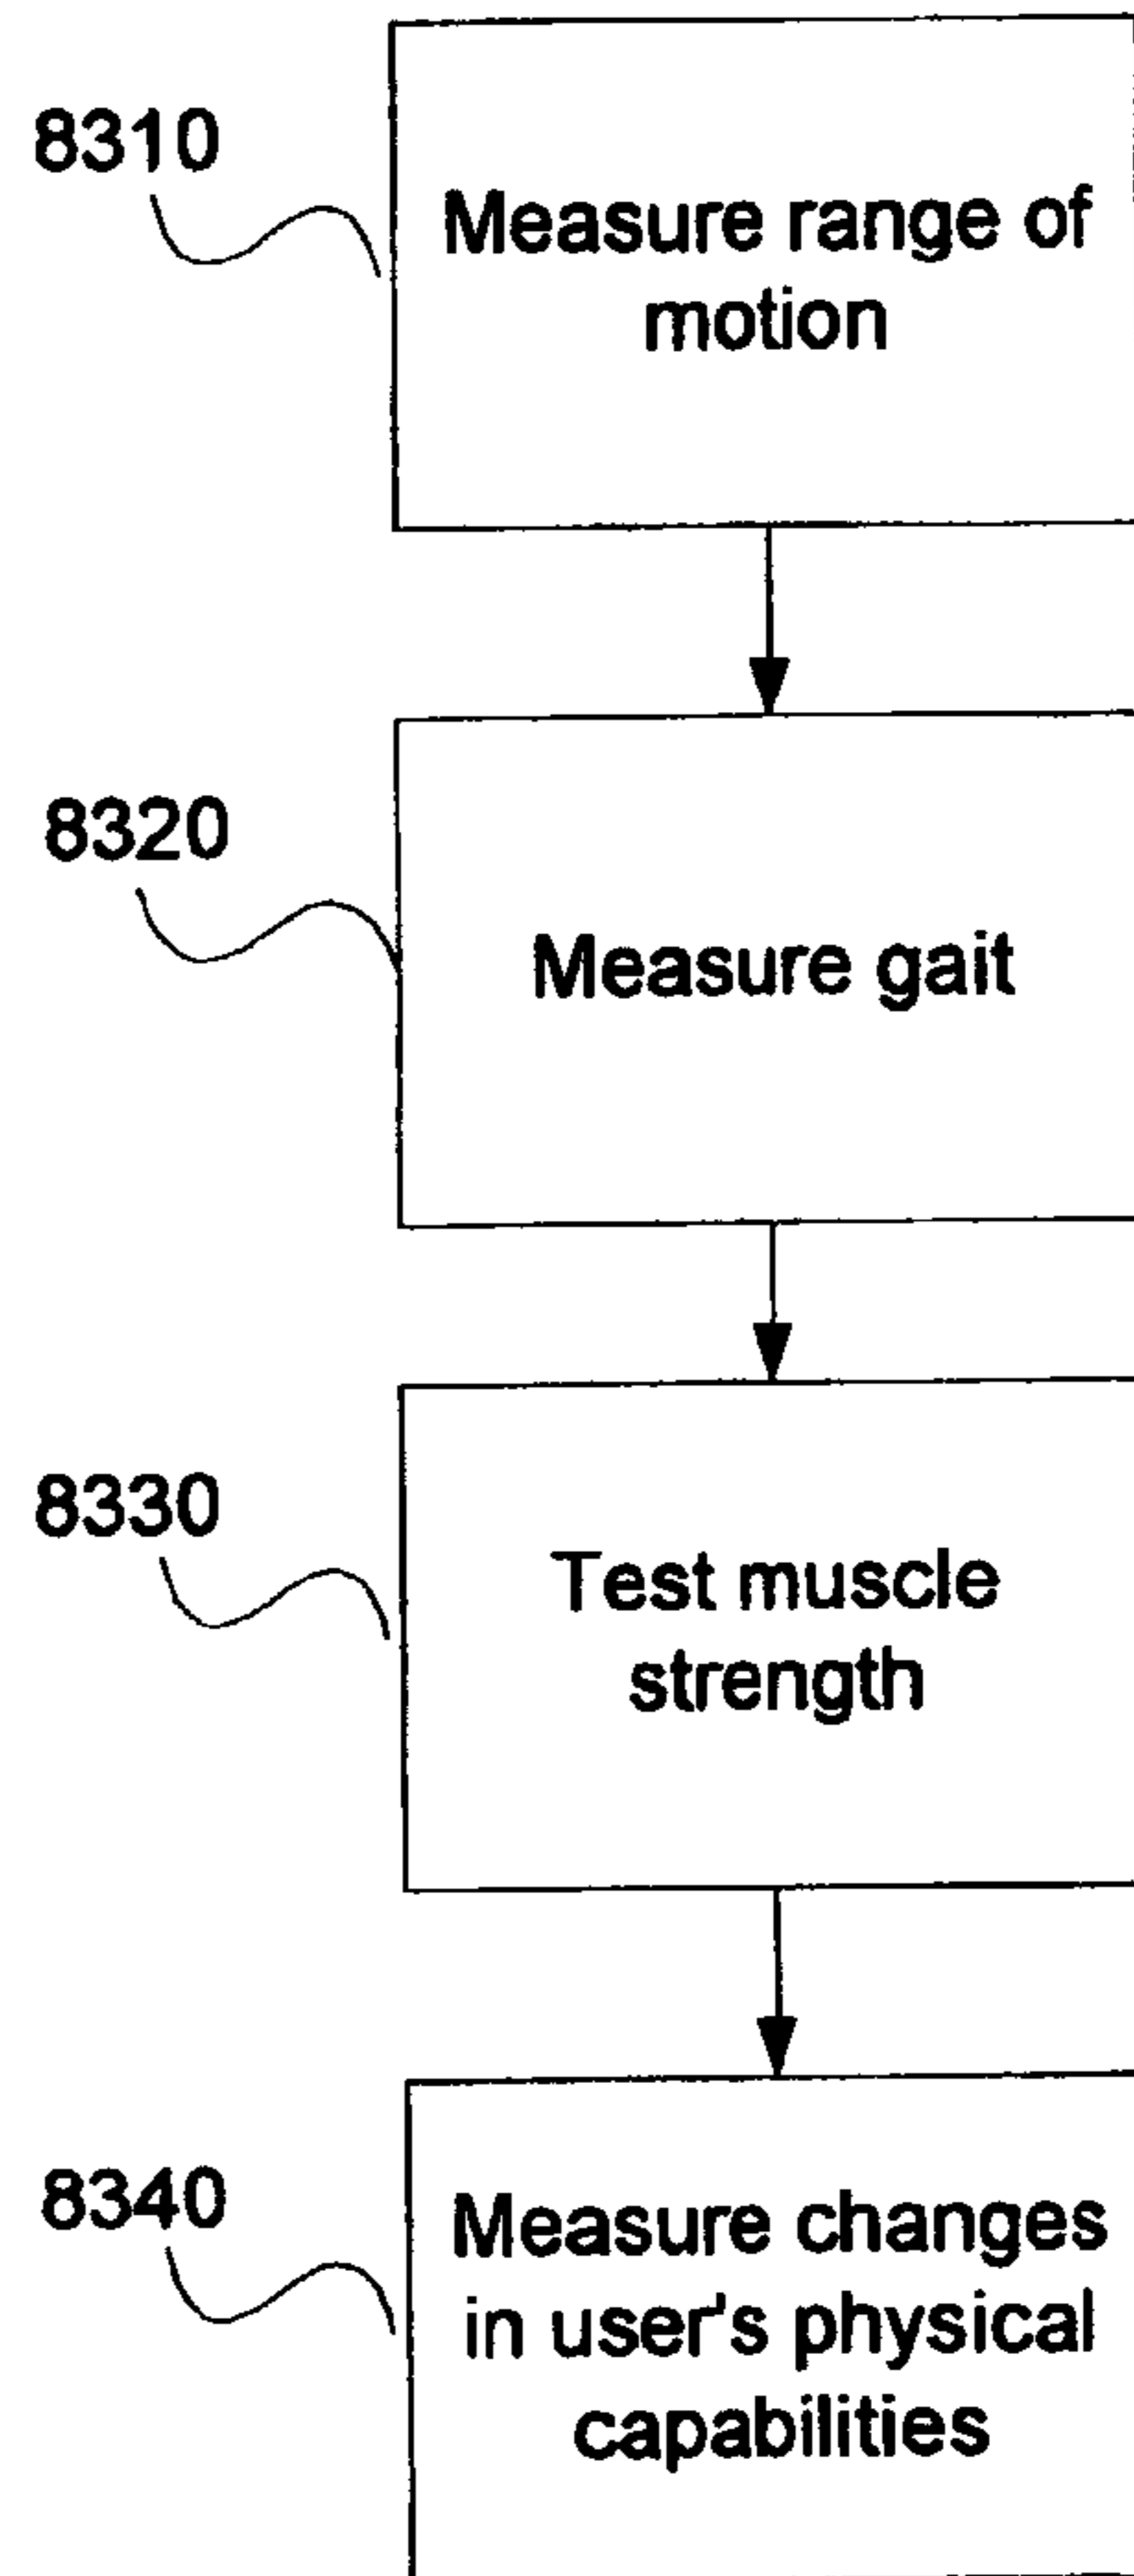 8310
Measure range of
motion
8320
Measure gait
8330
Test muscle
strength
8340
Measure changes
in user's physical
capabilities